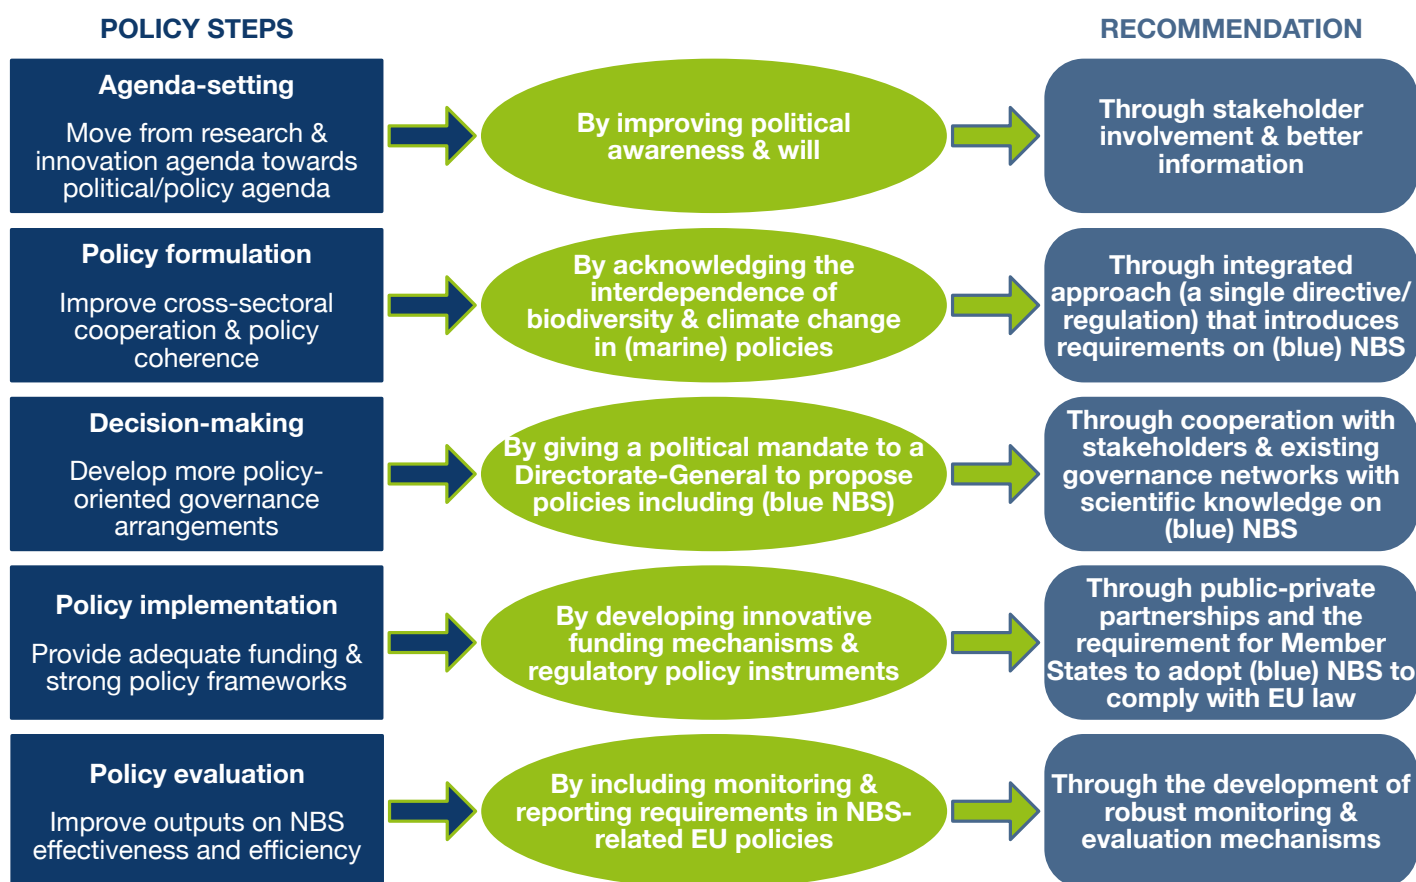 POLICY STEPS
RECOMMENDATION
Agenda-setting
Move from research &
innovation agenda towards
political/policy agenda
By improving political
awareness & will
Through stakeholder
involvement & better
information
Policy formulation
Improve cross-sectoral
cooperation & policy
coherence
By acknowledging the
interdependence of
biodiversity & climate change
in (marine) policies
Through integrated
approach (a single directive/
regulation) that introduces
requirements on (blue) NBS
Decision-making
Develop more policy-
oriented governance
arrangements
By giving a political mandate to a
Directorate-General to propose
policies including (blue NBS)
Through cooperation with
stakeholders & existing
governance networks with
scientific knowledge on
(blue) NBS
Policy implementation
Provide adequate funding &
strong policy frameworks
By developing innovative
funding mechanisms &
regulatory policy instruments
Through public-private
partnerships and the
requirement for Member
States to adopt (blue) NBS to
comply with EU law
Policy evaluation
Improve outputs on NBS
effectiveness and efficiency
By including monitoring &
reporting requirements in NBS-
related EU policies
Through the development of
robust monitoring &
evaluation mechanisms